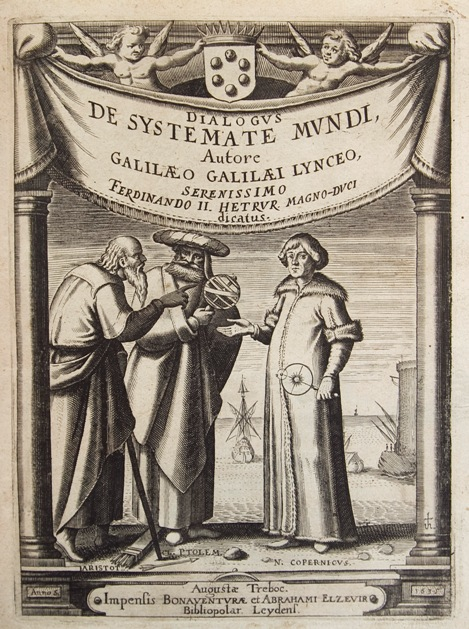 DIALOGVS
DE SYSTEMATE MVNDI,
Autore
GALILÆO GALILÆI LYNCEO,
SERENISSIMO
FERDINANDO II. HETRVR MAGNO-DVCI
dicatus.
ARISTOT.
PTOLEM.
N: COPERNICVS.
Anno
1635
Augustæ Treboc.
Impensis BONAVENTVRÆ et ABRAHAMI ELZEVIR
Bibliopolar. Leydens.